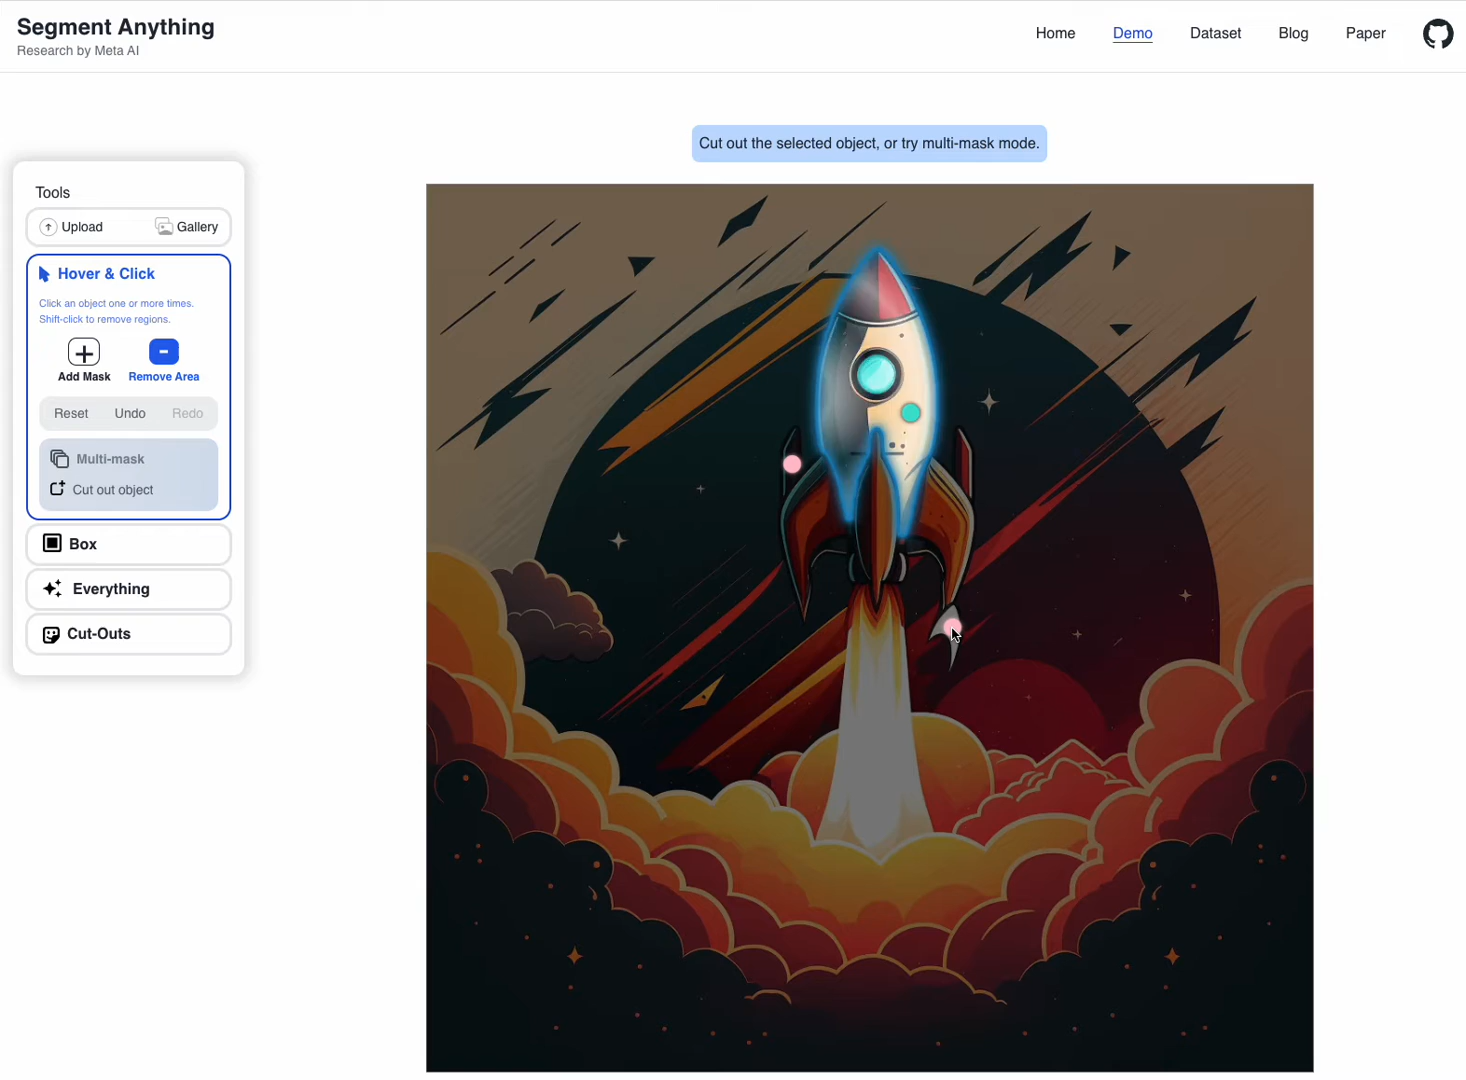 Segment Anything
Research by Meta AI
Home Demo Dataset Blog Paper
Cut out the selected object, or try multi-mask mode.
Tools
Upload Gallery
Hover & Click
Click an object one or more times.
Shift-click to remove regions.
Add Mask Remove Area
Reset Undo Redo
Multi-mask
Cut out object
Box
Everything
Cut-Outs